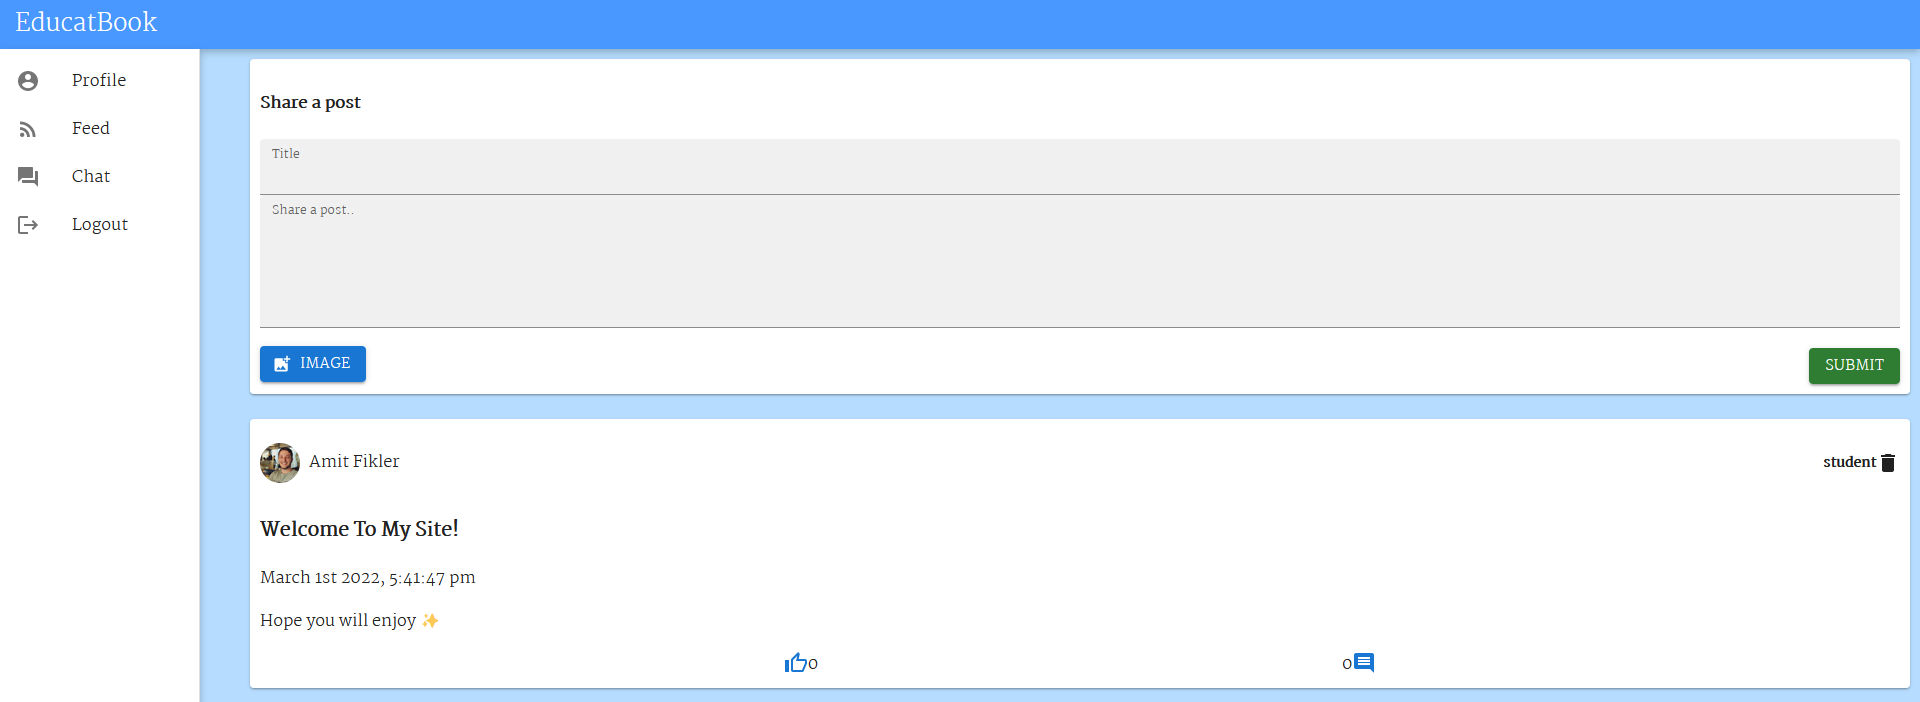 EducatBook
Profile
Feed
Chat
Logout
Share a post
Title
Share a post..
IMAGE
SUBMIT
Amit Fikler
student
Welcome To My Site!
March 1st 2022, 5:41:47 pm
Hope you will enjoy ✨
0
0